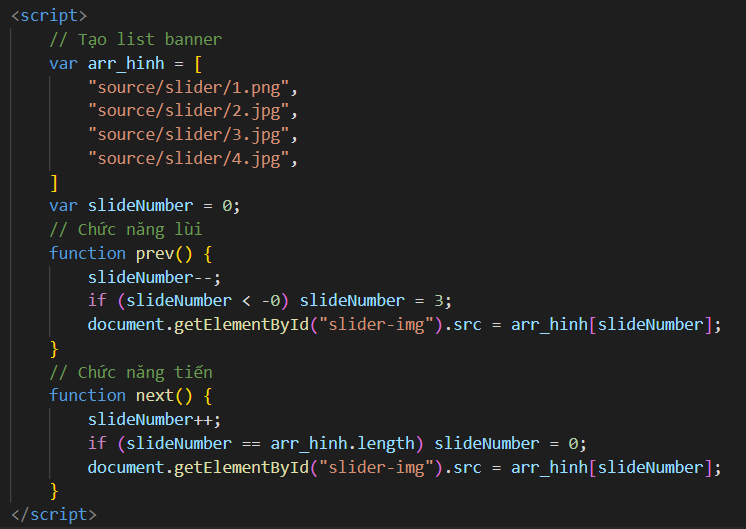 <script>
// Tạo list banner
var arr_hinh = [
"source/slider/1.png",
"source/slider/2.jpg",
"source/slider/3.jpg",
"source/slider/4.jpg",
]
var slideNumber = 0;
// Chức năng lùi
function prev() {
slideNumber--;
if (slideNumber < -0) slideNumber = 3;
document.getElementById("slider-img").src = arr_hinh[slideNumber];
}
// Chức năng tiến
function next() {
slideNumber++;
if (slideNumber == arr_hinh.length) slideNumber = 0;
document.getElementById("slider-img").src = arr_hinh[slideNumber];
}
</script>